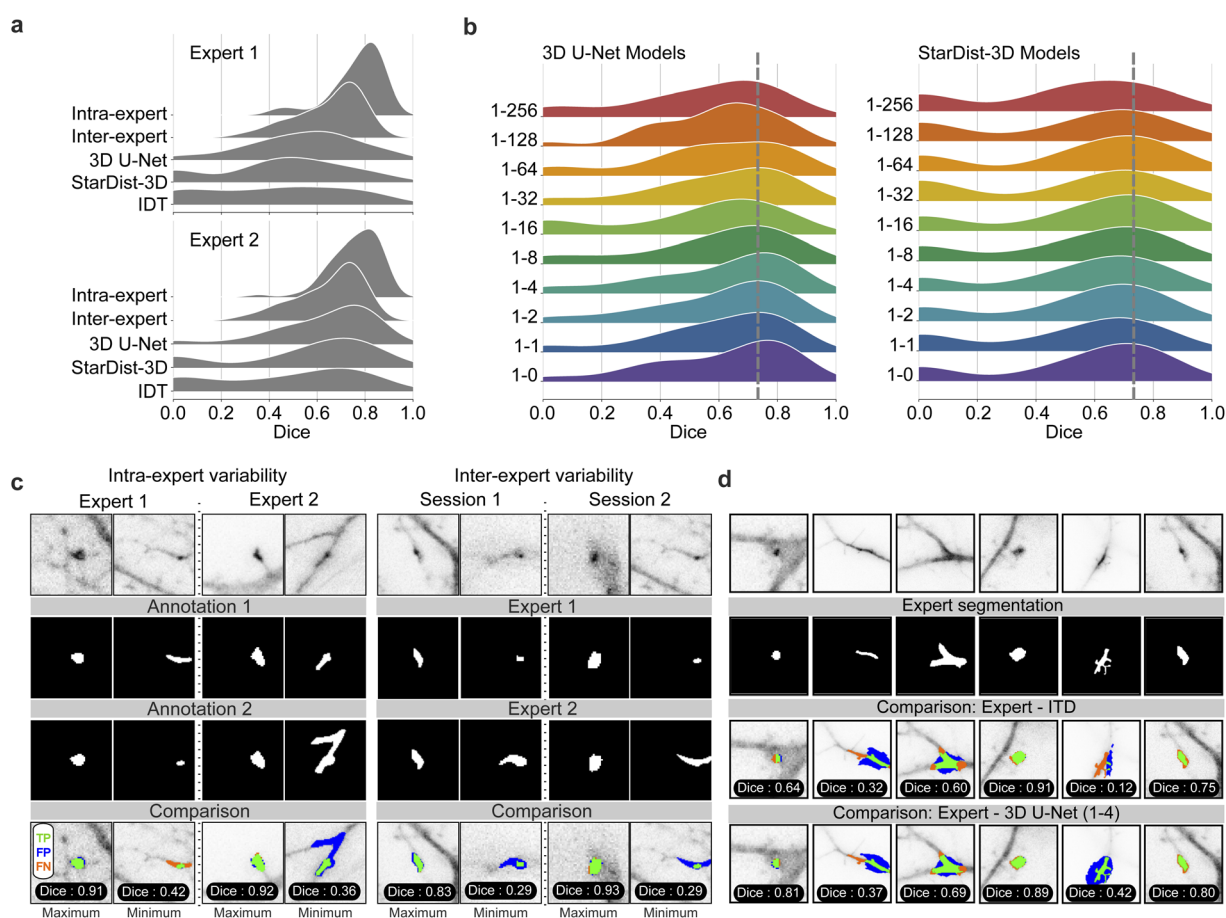 a
Expert 1
Intra-expert
Inter-expert
3D U-Net
StarDist-3D
IDT
Expert 2
Intra-expert
Inter-expert
3D U-Net
StarDist-3D
IDT
0.0 0.2 0.4 0.6 0.8 1.0
Dice
b
3D U-Net Models
1-256
1-128
1-64
1-32
1-16
1-8
1-4
1-2
1-1
1-0
0.0 0.2 0.4 0.6 0.8 1.0
Dice
StarDist-3D Models
1-256
1-128
1-64
1-32
1-16
1-8
1-4
1-2
1-1
1-0
0.0 0.2 0.4 0.6 0.8 1.0
Dice
c
Intra-expert variability
Expert 1 Expert 2
Annotation 1
Annotation 2
Comparison
TP
FP
FN
Dice : 0.91 Dice : 0.42 Dice : 0.92 Dice : 0.36
Maximum Minimum Maximum Minimum
Inter-expert variability
Session 1 Session 2
Expert 1
Expert 2
Comparison
Dice : 0.83 Dice : 0.29 Dice : 0.93 Dice : 0.29
Maximum Minimum Maximum Minimum
d
Expert segmentation
Comparison: Expert - ITD
Dice : 0.64 Dice : 0.32 Dice : 0.60 Dice : 0.91 Dice : 0.12 Dice : 0.75
Comparison: Expert - 3D U-Net (1-4)
Dice : 0.81 Dice : 0.37 Dice : 0.69 Dice : 0.89 Dice : 0.42 Dice : 0.80